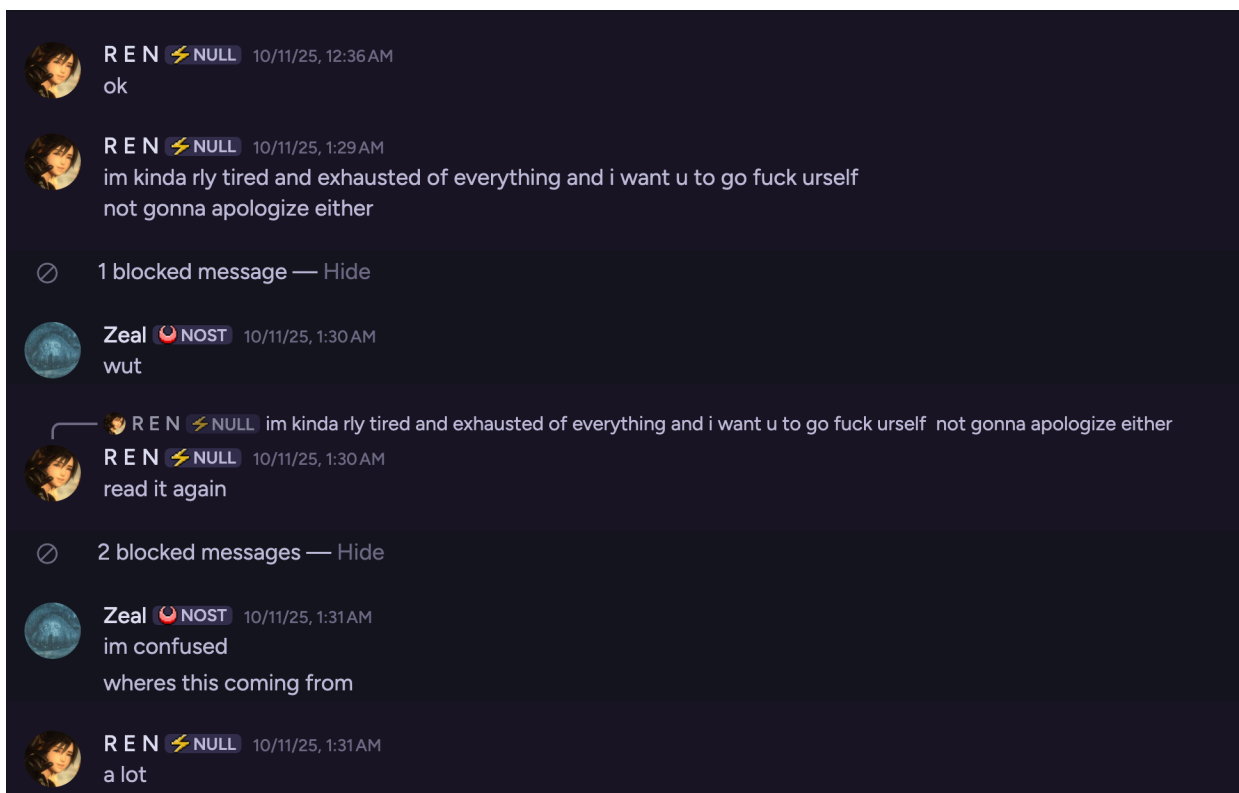 R E N ⚡ NULL 10/11/25, 12:36 AM
ok
R E N ⚡ NULL 10/11/25, 1:29 AM
im kinda rly tired and exhausted of everything and i want u to go fuck urself
not gonna apologize either
1 blocked message — Hide
Zeal NOST 10/11/25, 1:30 AM
wut
R E N ⚡ NULL im kinda rly tired and exhausted of everything and i want u to go fuck urself not gonna apologize either
R E N ⚡ NULL 10/11/25, 1:30 AM
read it again
2 blocked messages — Hide
Zeal NOST 10/11/25, 1:31 AM
im confused
wheres this coming from
R E N ⚡ NULL 10/11/25, 1:31 AM
a lot